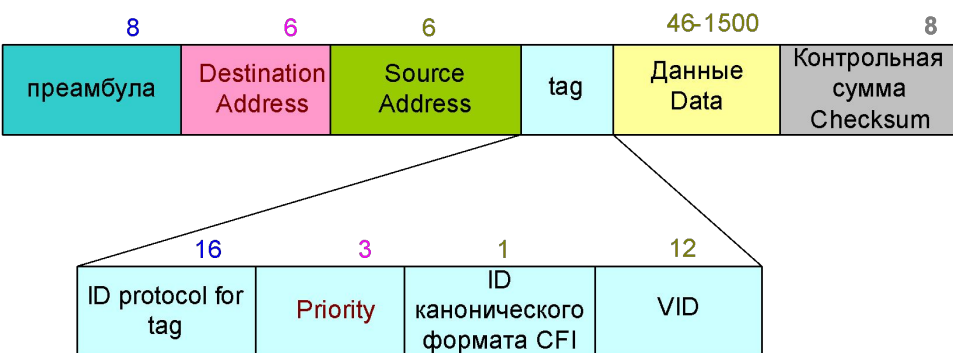 8 6 6 46-1500 8
преамбула
Destination
Address
Source
Address
tag
Данные
Data
Контрольная
сумма
Checksum
16 3 1 12
ID protocol for
tag
Priority
ID
канонического
формата CFI
VID